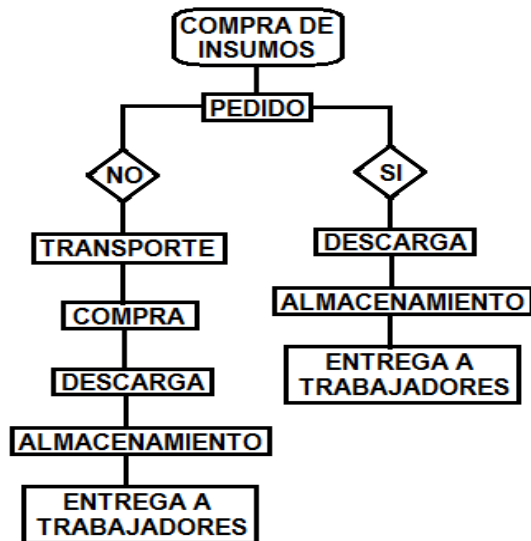 COMPRA DE
INSUMOS
PEDIDO
NO
TRANSPORTE
COMPRA
DESCARGA
ALMACENAMIENTO
ENTREGA A
TRABAJADORES
SI
DESCARGA
ALMACENAMIENTO
ENTREGA A
TRABAJADORES